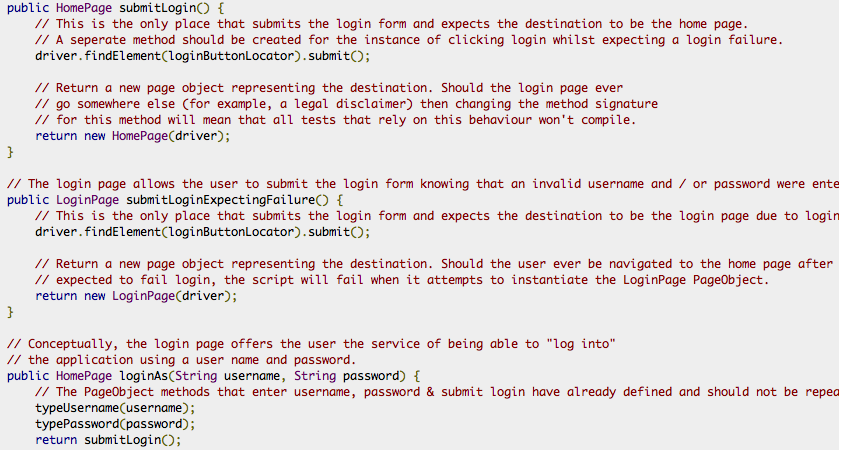 public HomePage submitLogin() {
// This is the only place that submits the login form and expects the destination to be the home page.
// A seperate method should be created for the instance of clicking login whilst expecting a login failure.
driver.findElement(loginButtonLocator).submit();
// Return a new page object representing the destination. Should the login page ever
// go somewhere else (for example, a legal disclaimer) then changing the method signature
// for this method will mean that all tests that rely on this behaviour won't compile.
return new HomePage(driver);
}
// The login page allows the user to submit the login form knowing that an invalid username and / or password were ente
public LoginPage submitLoginExpectingFailure() {
// This is the only place that submits the login form and expects the destination to be the login page due to login
driver.findElement(loginButtonLocator).submit();
// Return a new page object representing the destination. Should the user ever be navigated to the home page after
// expected to fail login, the script will fail when it attempts to instantiate the LoginPage PageObject.
return new LoginPage(driver);
}
// Conceptually, the login page offers the user the service of being able to "log into"
// the application using a user name and password.
public HomePage loginAs(String username, String password) {
// The PageObject methods that enter username, password & submit login have already defined and should not be repea
typeUsername(username);
typePassword(password);
return submitLogin();